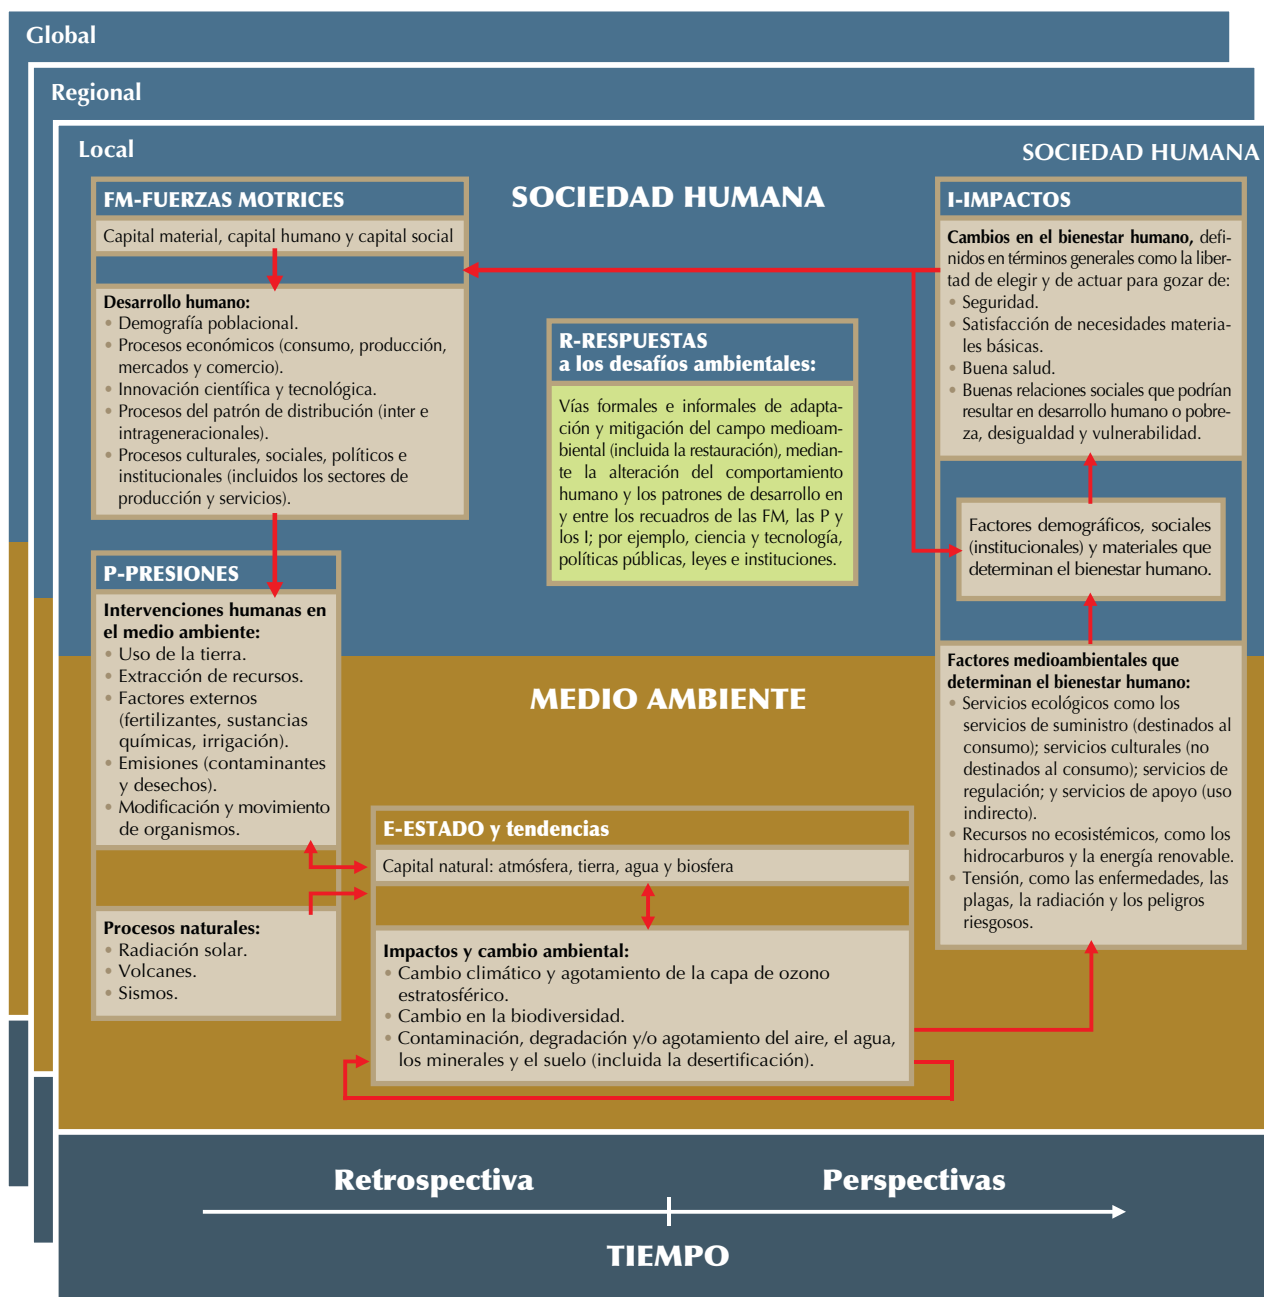 Global
Regional
Local
SOCIEDAD HUMANA
SOCIEDAD HUMANA
FM-FUERZAS MOTRICES
Capital material, capital humano y capital social
Desarrollo humano:
• Demografía poblacional.
• Procesos económicos (consumo, producción,
mercados y comercio).
• Innovación científica y tecnológica.
• Procesos del patrón de distribución (inter e
intrageneracionales).
• Procesos culturales, sociales, políticos e
institucionales (incluidos los sectores de
producción y servicios).
R-RESPUESTAS
a los desafíos ambientales:
Vías formales e informales de adapta-
ción y mitigación del campo medioam-
biental (incluida la restauración), median-
te la alteración del comportamiento
humano y los patrones de desarrollo en
y entre los recuadros de las FM, las P y
los I; por ejemplo, ciencia y tecnología,
políticas públicas, leyes e instituciones.
I-IMPACTOS
Cambios en el bienestar humano, defi-
nidos en términos generales como la liber-
tad de elegir y de actuar para gozar de:
• Seguridad.
• Satisfacción de necesidades materia-
les básicas.
• Buena salud.
• Buenas relaciones sociales que podrían
resultar en desarrollo humano o pobre-
za, desigualdad y vulnerabilidad.
Factores demográficos, sociales
(institucionales) y materiales que
determinan el bienestar humano.
Factores medioambientales que
determinan el bienestar humano:
• Servicios ecológicos como los
servicios de suministro (destinados al
consumo); servicios culturales (no
destinados al consumo); servicios de
regulación; y servicios de apoyo (uso
indirecto).
• Recursos no ecosistémicos, como los
hidrocarburos y la energía renovable.
• Tensión, como las enfermedades, las
plagas, la radiación y los peligros
riesgosos.
P-PRESIONES
Intervenciones humanas en
el medio ambiente:
• Uso de la tierra.
• Extracción de recursos.
• Factores externos
(fertilizantes, sustancias
químicas, irrigación).
• Emisiones (contaminantes
y desechos).
• Modificación y movimiento
de organismos.
Procesos naturales:
• Radiación solar.
• Volcanes.
• Sismos.
MEDIO AMBIENTE
E-ESTADO y tendencias
Capital natural: atmósfera, tierra, agua y biosfera
Impactos y cambio ambiental:
• Cambio climático y agotamiento de la capa de ozono
estratosférico.
• Cambio en la biodiversidad.
• Contaminación, degradación y/o agotamiento del aire, el agua,
los minerales y el suelo (incluida la desertificación).
Retrospectiva
Perspectivas
TIEMPO